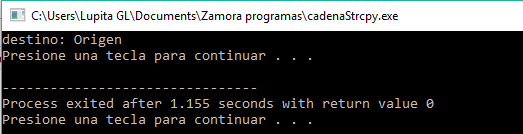 C:\Users\Lupita GL\Documents\Zamora programas\cadenaStrcpy.exe
destino: Origen
Presione una tecla para continuar . . .
--------------------------------
Process exited after 1.155 seconds with return value 0
Presione una tecla para continuar . . .